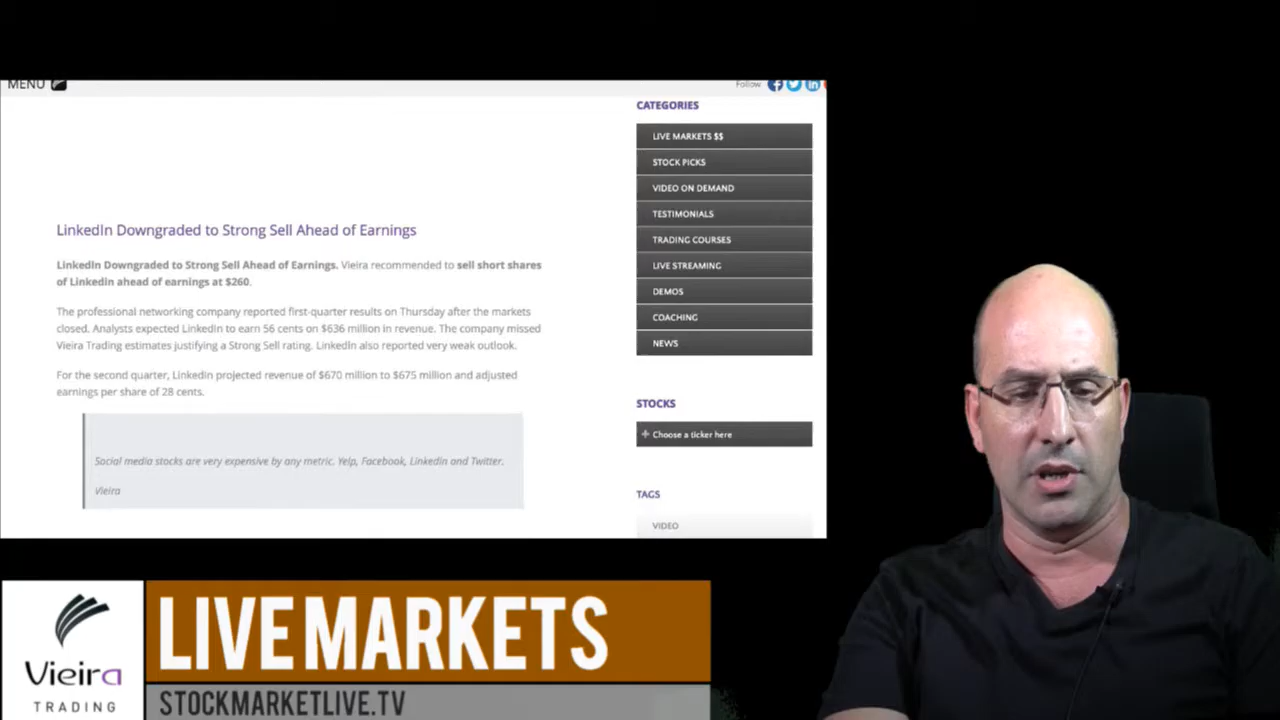 MENU
Follow
CATEGORIES
LIVE MARKETS $$
STOCK PICKS
VIDEO ON DEMAND
TESTIMONIALS
TRADING COURSES
LIVE STREAMING
DEMOS
COACHING
NEWS
STOCKS
+ Choose a ticker here
TAGS
VIDEO
LinkedIn Downgraded to Strong Sell Ahead of Earnings
LinkedIn Downgraded to Strong Sell Ahead of Earnings. Vieira recommended to sell short shares
of LinkedIn ahead of earnings at $260.
The professional networking company reported first-quarter results on Thursday after the markets
closed. Analysts expected LinkedIn to earn 56 cents on $636 million in revenue. The company missed
Vieira Trading estimates justifying a Strong Sell rating. LinkedIn also reported very weak outlook.
For the second quarter, LinkedIn projected revenue of $670 million to $675 million and adjusted
earnings per share of 28 cents.
Social media stocks are very expensive by any metric. Yelp, Facebook, Linkedin and Twitter.
Vieira
Vieira
TRADING
LIVE MARKETS
STOCKMARKETLIVE.TV